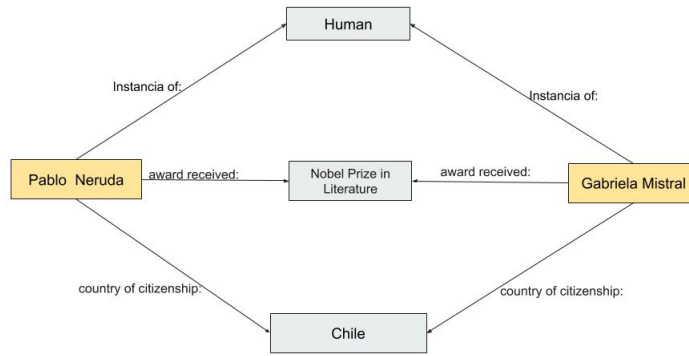 Human
Instancia of:
Instancia of:
Pablo Neruda
award received:
Nobel Prize in
Literature
award received:
Gabriela Mistral
country of citizenship:
country of citizenship:
Chile